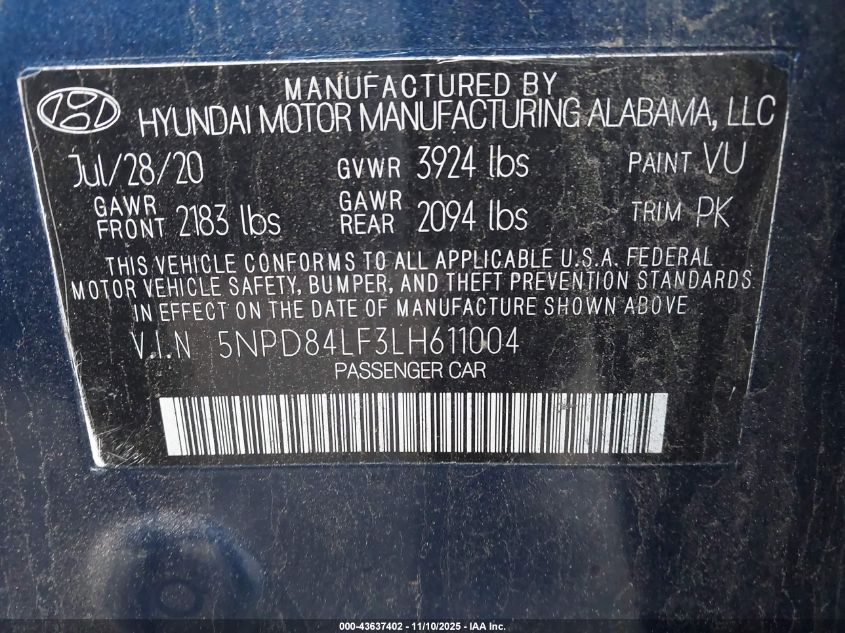 MANUFACTURED BY
HYUNDAI MOTOR MANUFACTURING ALABAMA, LLC
Jul/28/20 GVWR 3924 lbs PAINT VU
GAWR FRONT 2183 lbs GAWR REAR 2094 lbs TRIM PK
THIS VEHICLE CONFORMS TO ALL APPLICABLE U.S.A. FEDERAL
MOTOR VEHICLE SAFETY, BUMPER, AND THEFT PREVENTION STANDARDS
IN EFFECT ON THE DATE OF MANUFACTURE SHOWN ABOVE
V.I.N 5NPD84LF3LH611004
PASSENGER CAR
000-43637402 - 11/10/2025 - IAA Inc.